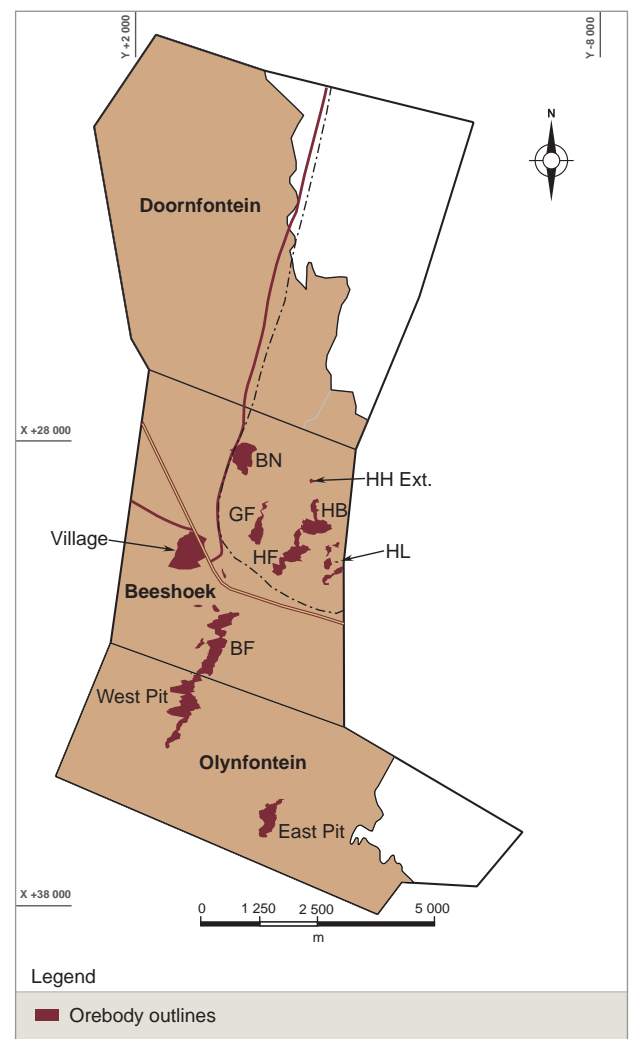 Y +2 000
Y -8 000
N
Doornfontein
X +28 000
BN
HH Ext.
GF
HB
Village
HF
HL
Beeshoek
BF
West Pit
Olynfontein
East Pit
X +38 000
0 1 250 2 500 5 000
m
Legend
Orebody outlines